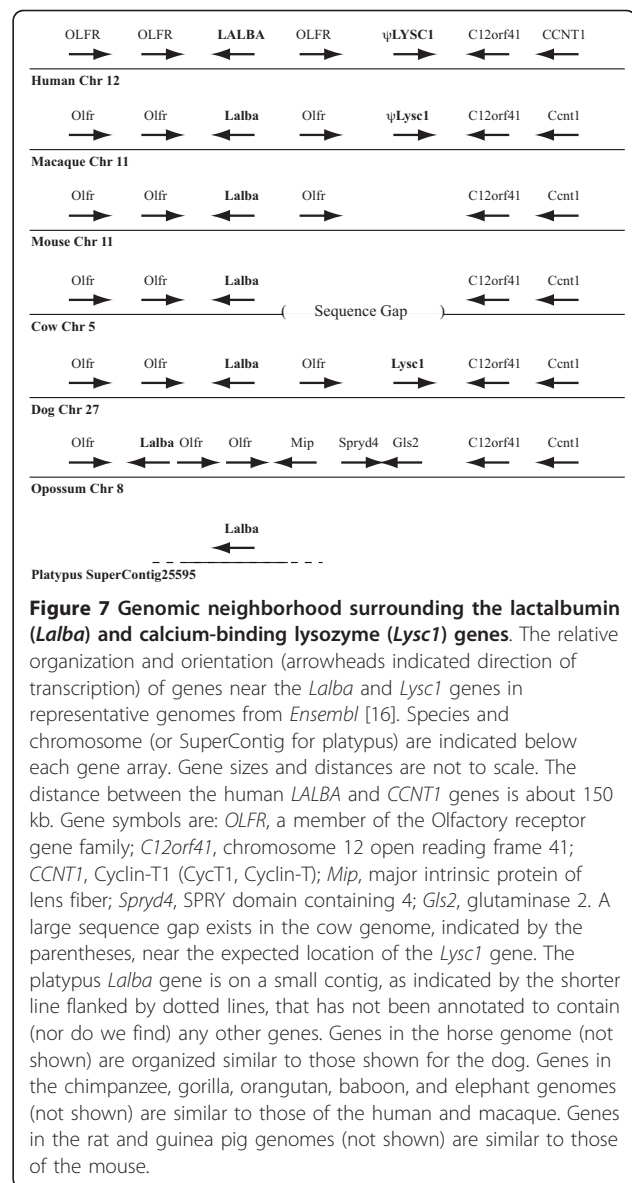 OLFR OLFR LALBA OLFR ψLYSC1 C12orf41 CCNT1
Human Chr 12
Olfr Olfr Lalba Olfr ψLysc1 C12orf41 Ccnt1
Macaque Chr 11
Olfr Olfr Lalba Olfr C12orf41 Ccnt1
Mouse Chr 11
Olfr Olfr Lalba C12orf41 Ccnt1
( Sequence Gap )
Cow Chr 5
Olfr Olfr Lalba Olfr Lysc1 C12orf41 Ccnt1
Dog Chr 27
Olfr Lalba Olfr Olfr Mip Spryd4 Gls2 C12orf41 Ccnt1
Opossum Chr 8
Lalba
Platypus SuperContig25595
Figure 7 Genomic neighborhood surrounding the lactalbumin
(Lalba) and calcium-binding lysozyme (Lysc1) genes. The relative
organization and orientation (arrowheads indicated direction of
transcription) of genes near the Lalba and Lysc1 genes in
representative genomes from Ensembl [16]. Species and
chromosome (or SuperContig for platypus) are indicated below
each gene array. Gene sizes and distances are not to scale. The
distance between the human LALBA and CCNT1 genes is about 150
kb. Gene symbols are: OLFR, a member of the Olfactory receptor
gene family; C12orf41, chromosome 12 open reading frame 41;
CCNT1, Cyclin-T1 (CycT1, Cyclin-T); Mip, major intrinsic protein of
lens fiber; Spryd4, SPRY domain containing 4; Gls2, glutaminase 2. A
large sequence gap exists in the cow genome, indicated by the
parentheses, near the expected location of the Lysc1 gene. The
platypus Lalba gene is on a small contig, as indicated by the shorter
line flanked by dotted lines, that has not been annotated to contain
(nor do we find) any other genes. Genes in the horse genome (not
shown) are organized similar to those shown for the dog. Genes in
the chimpanzee, gorilla, orangutan, baboon, and elephant genomes
(not shown) are similar to those of the human and macaque. Genes
in the rat and guinea pig genomes (not shown) are similar to those
of the mouse.